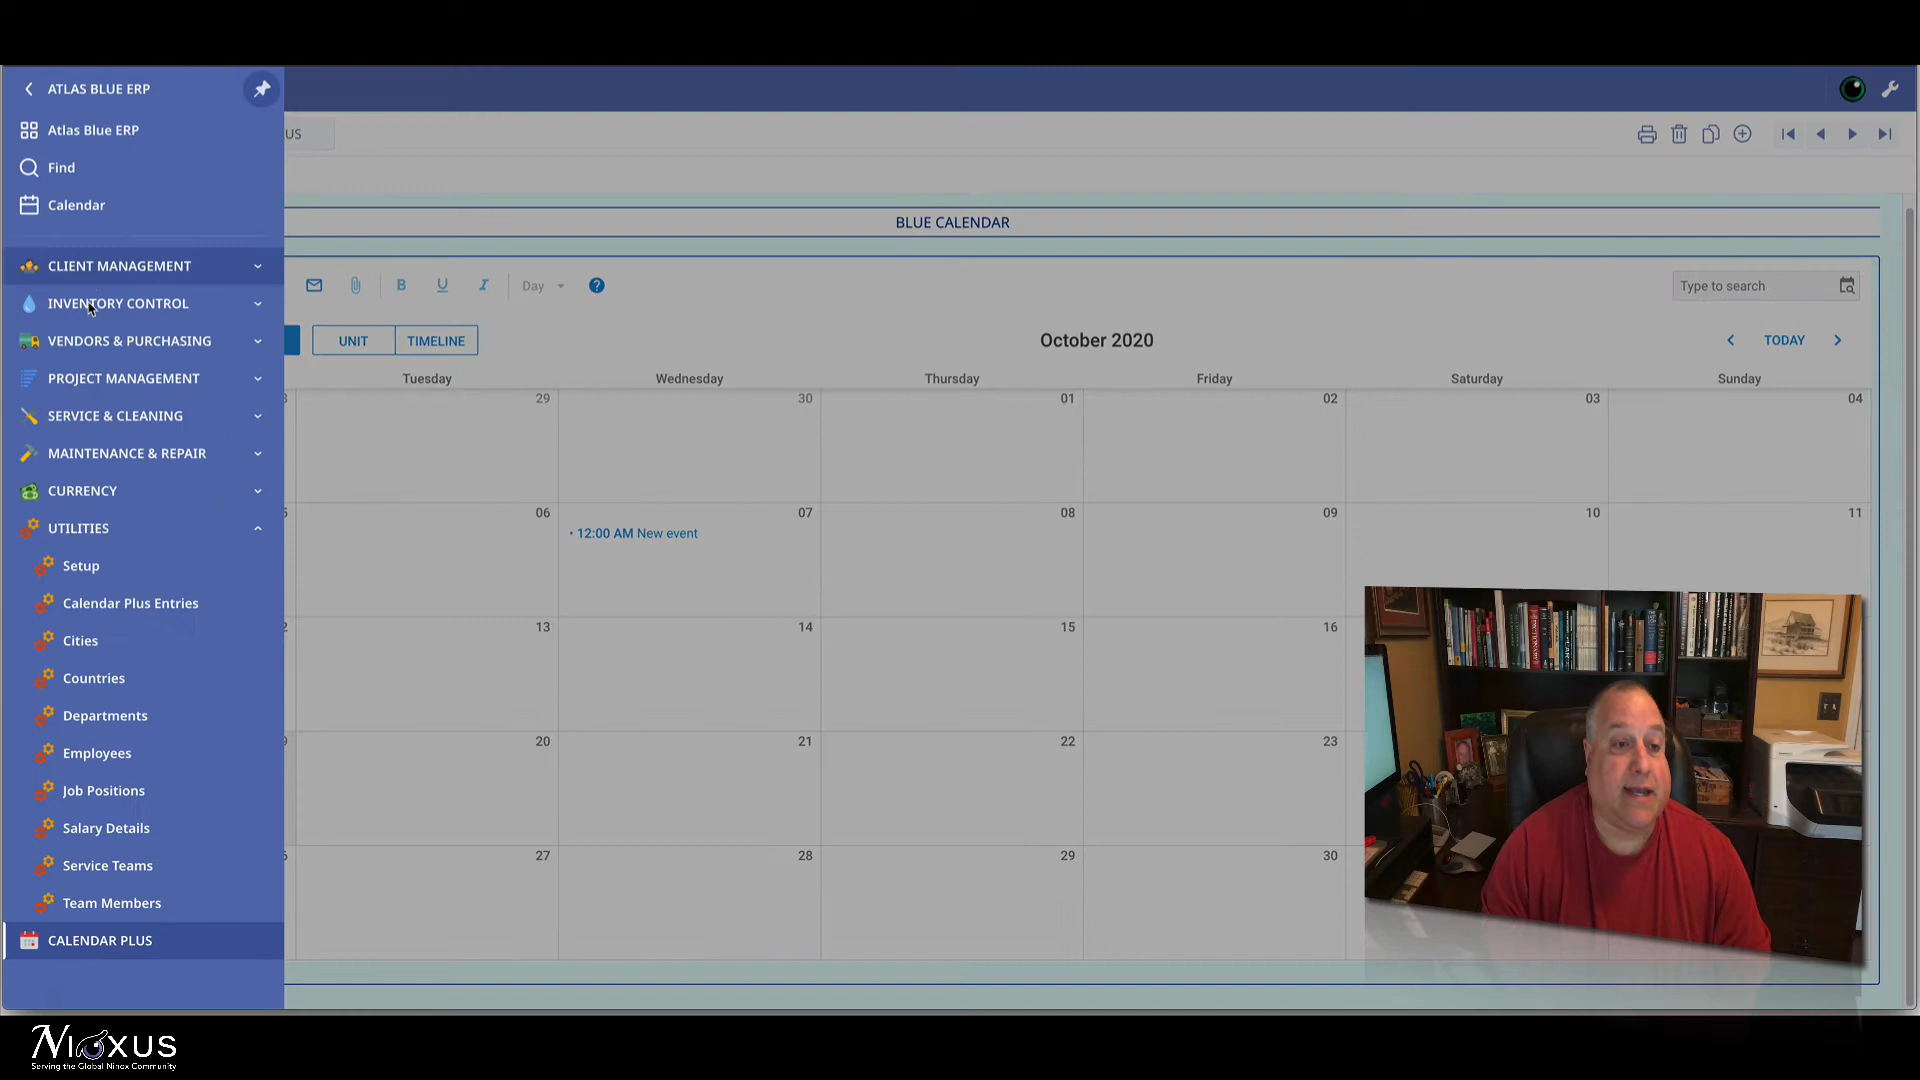 ATLAS BLUE ERP
Atlas Blue ERP
Find
Calendar
CLIENT MANAGEMENT
INVENTORY CONTROL
VENDORS & PURCHASING
PROJECT MANAGEMENT
SERVICE & CLEANING
MAINTENANCE & REPAIR
CURRENCY
UTILITIES
Setup
Calendar Plus Entries
Cities
Countries
Departments
Employees
Job Positions
Salary Details
Service Teams
Team Members
CALENDAR PLUS
US
BLUE CALENDAR
B U I Day ? Type to search
UNIT TIMELINE October 2020 TODAY
Tuesday Wednesday Thursday Friday Saturday Sunday
29 30 01 02 03 04
06 07 08 09 10 11
• 12:00 AM New event
13 14 15 16
20 21 22 23
27 28 29 30
NIOXUS
Serving the Global Ninox Community